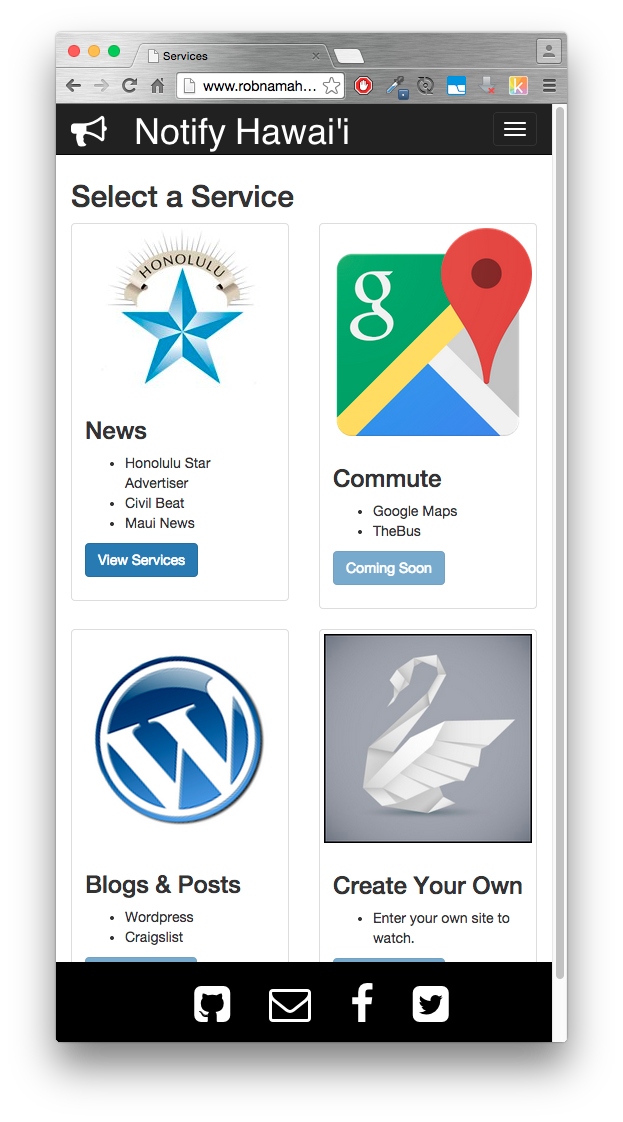 Services
www.robnamah...
Notify Hawai'i
Select a Service
HONOLULU
News
• Honolulu Star
Advertiser
• Civil Beat
• Maui News
View Services
g
Commute
• Google Maps
• TheBus
Coming Soon
W
Blogs & Posts
• Wordpress
• Craigslist
Create Your Own
• Enter your own site to
watch.